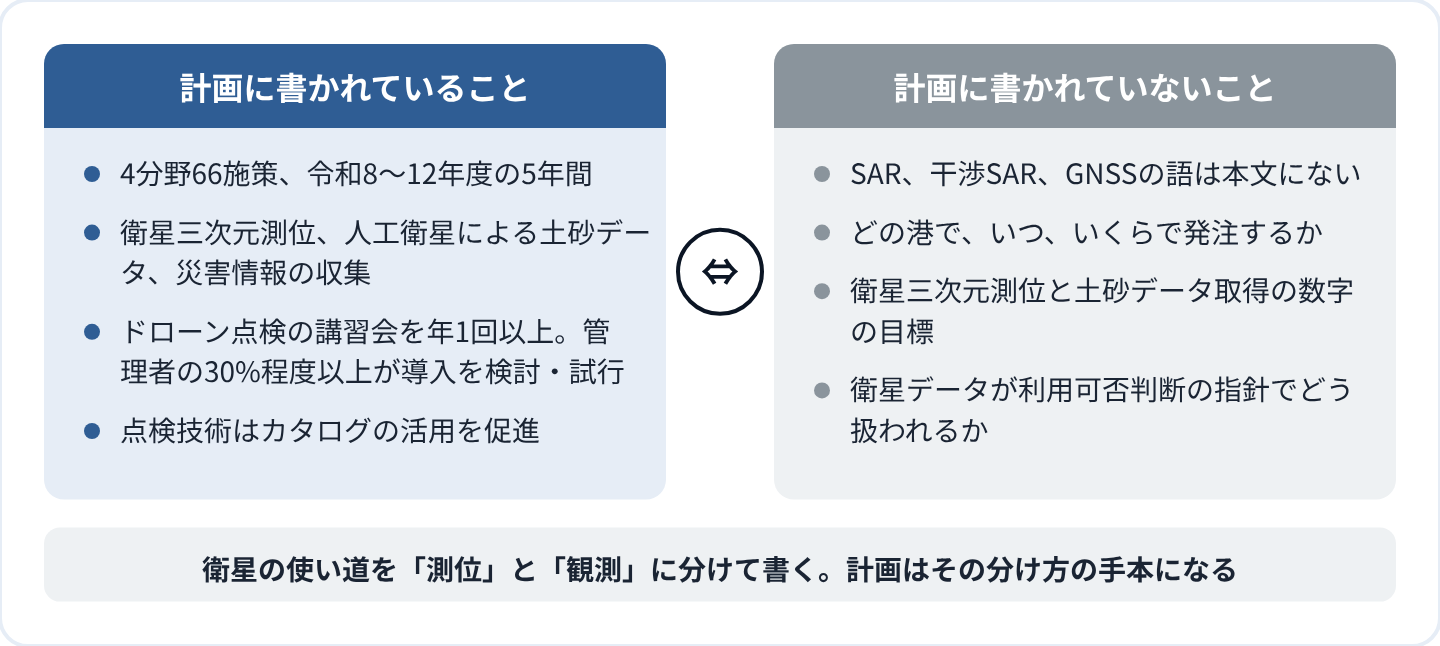 計画に書かれていること
4分野66施策、令和8〜12年度の5年間
衛星三次元測位、人工衛星による土砂デー
タ、災害情報の収集
ドローン点検の講習会を年1回以上。管
理者の30%程度以上が導入を検討・試行
点検技術はカタログの活用を促進
⇔
計画に書かれていないこと
SAR、干渉SAR、GNSSの語は本文にない
どの港で、いつ、いくらで発注するか
衛星三次元測位と土砂データ取得の数字
の目標
衛星データが利用可否判断の指針でどう
扱われるか
衛星の使い道を「測位」と「観測」に分けて書く。計画はその分け方の手本になる